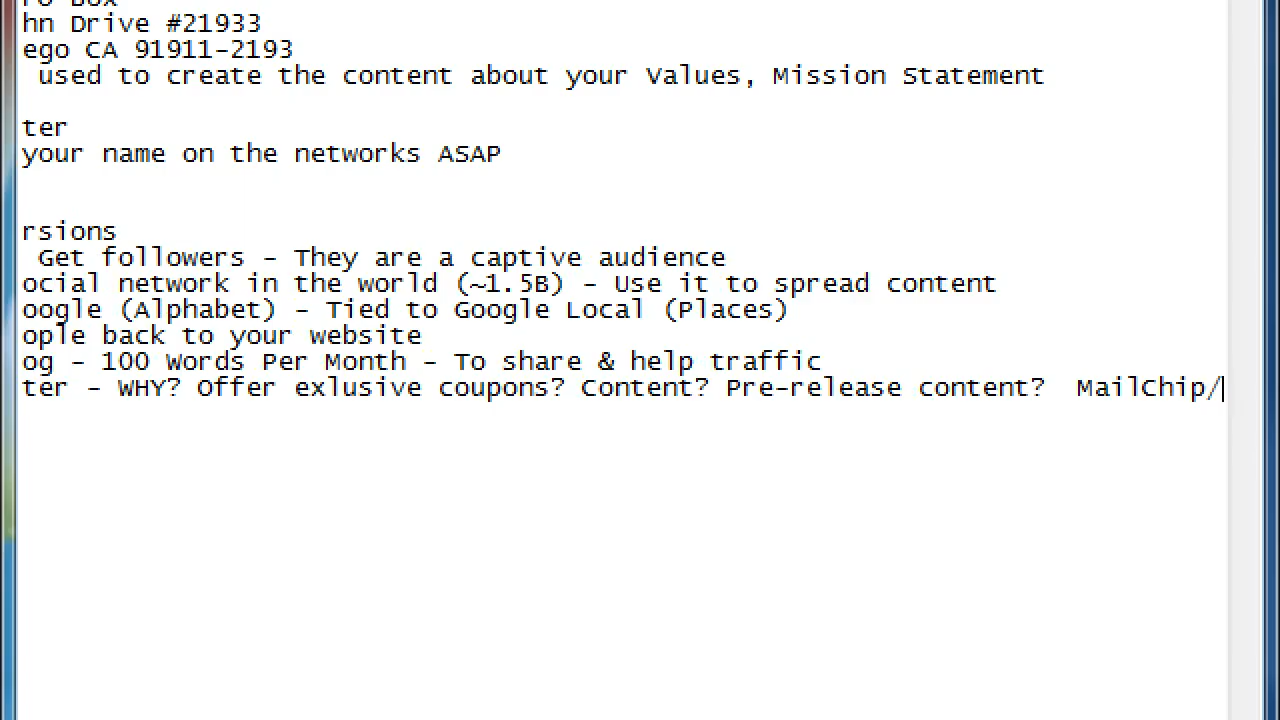 ro Box
hn Drive #21933
ego CA 91911-2193
used to create the content about your Values, Mission Statement
ter
your name on the networks ASAP
rsions
Get followers - They are a captive audience
ocial network in the world (~1.5B) - Use it to spread content
oogle (Alphabet) - Tied to Google Local (Places)
ople back to your website
og - 100 Words Per Month - To share & help traffic
ter - WHY? Offer exlusive coupons? Content? Pre-release content?  MailChip/